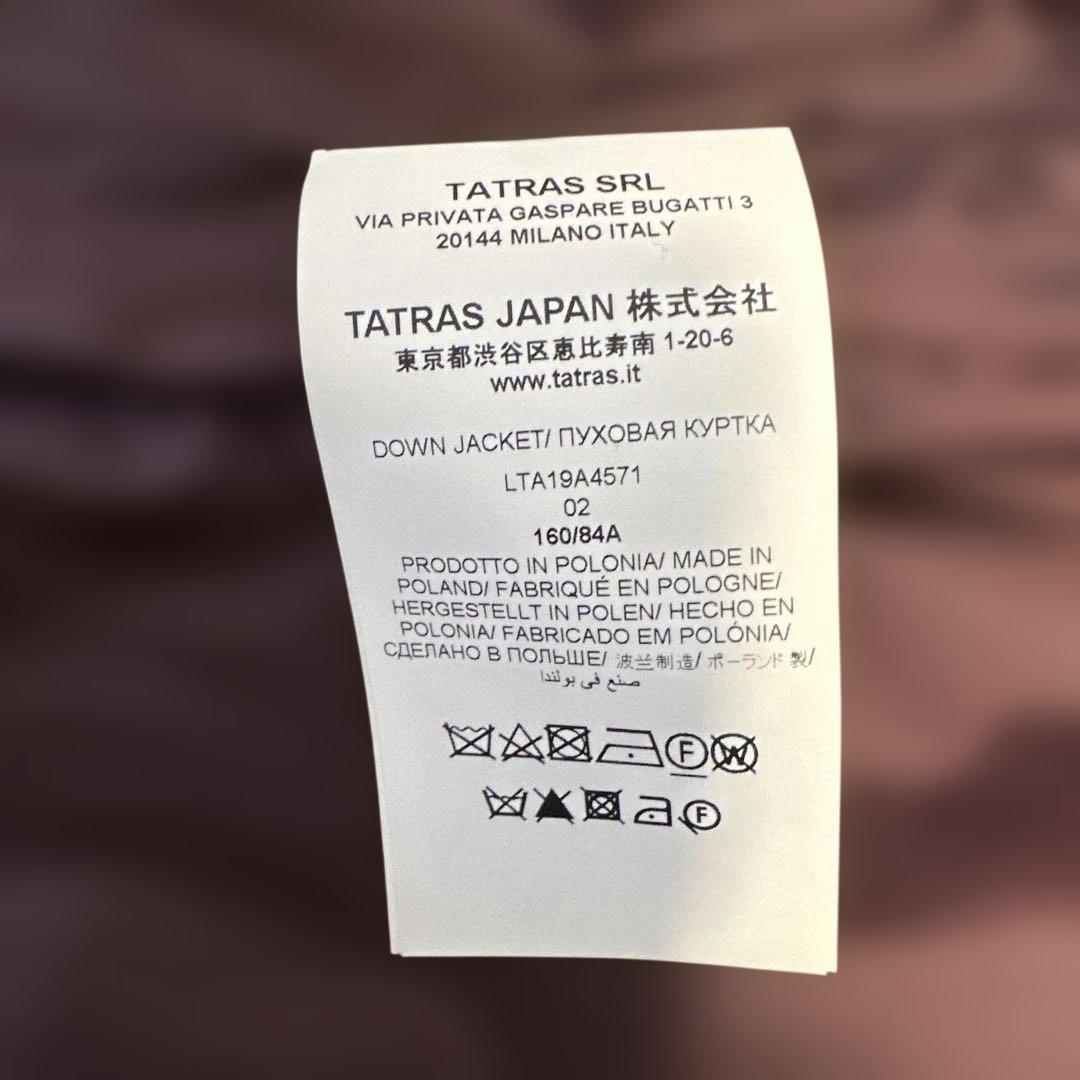 TATRAS SRL
VIA PRIVATA GASPARE BUGATTI 3
20144 MILANO ITALY
TATRAS JAPAN 株式会社
東京都渋谷区恵比寿南 1-20-6
www.tatras.it
DOWN JACKET/ ПУХОВАЯ КУРТКА
LTA19A4571
02
160/84A
PRODOTTO IN POLONIA/ MADE IN
POLAND/ FABRIQUÉ EN POLOGNE/
HERGESTELLT IN POLEN/ HECHO EN
POLONIA/ FABRICADO EM POLÓNIA/
СДЕЛАНО В ПОЛЬШЕ/ 波兰制造/ ポーランド 製/
صنع في بولندا
F W
F